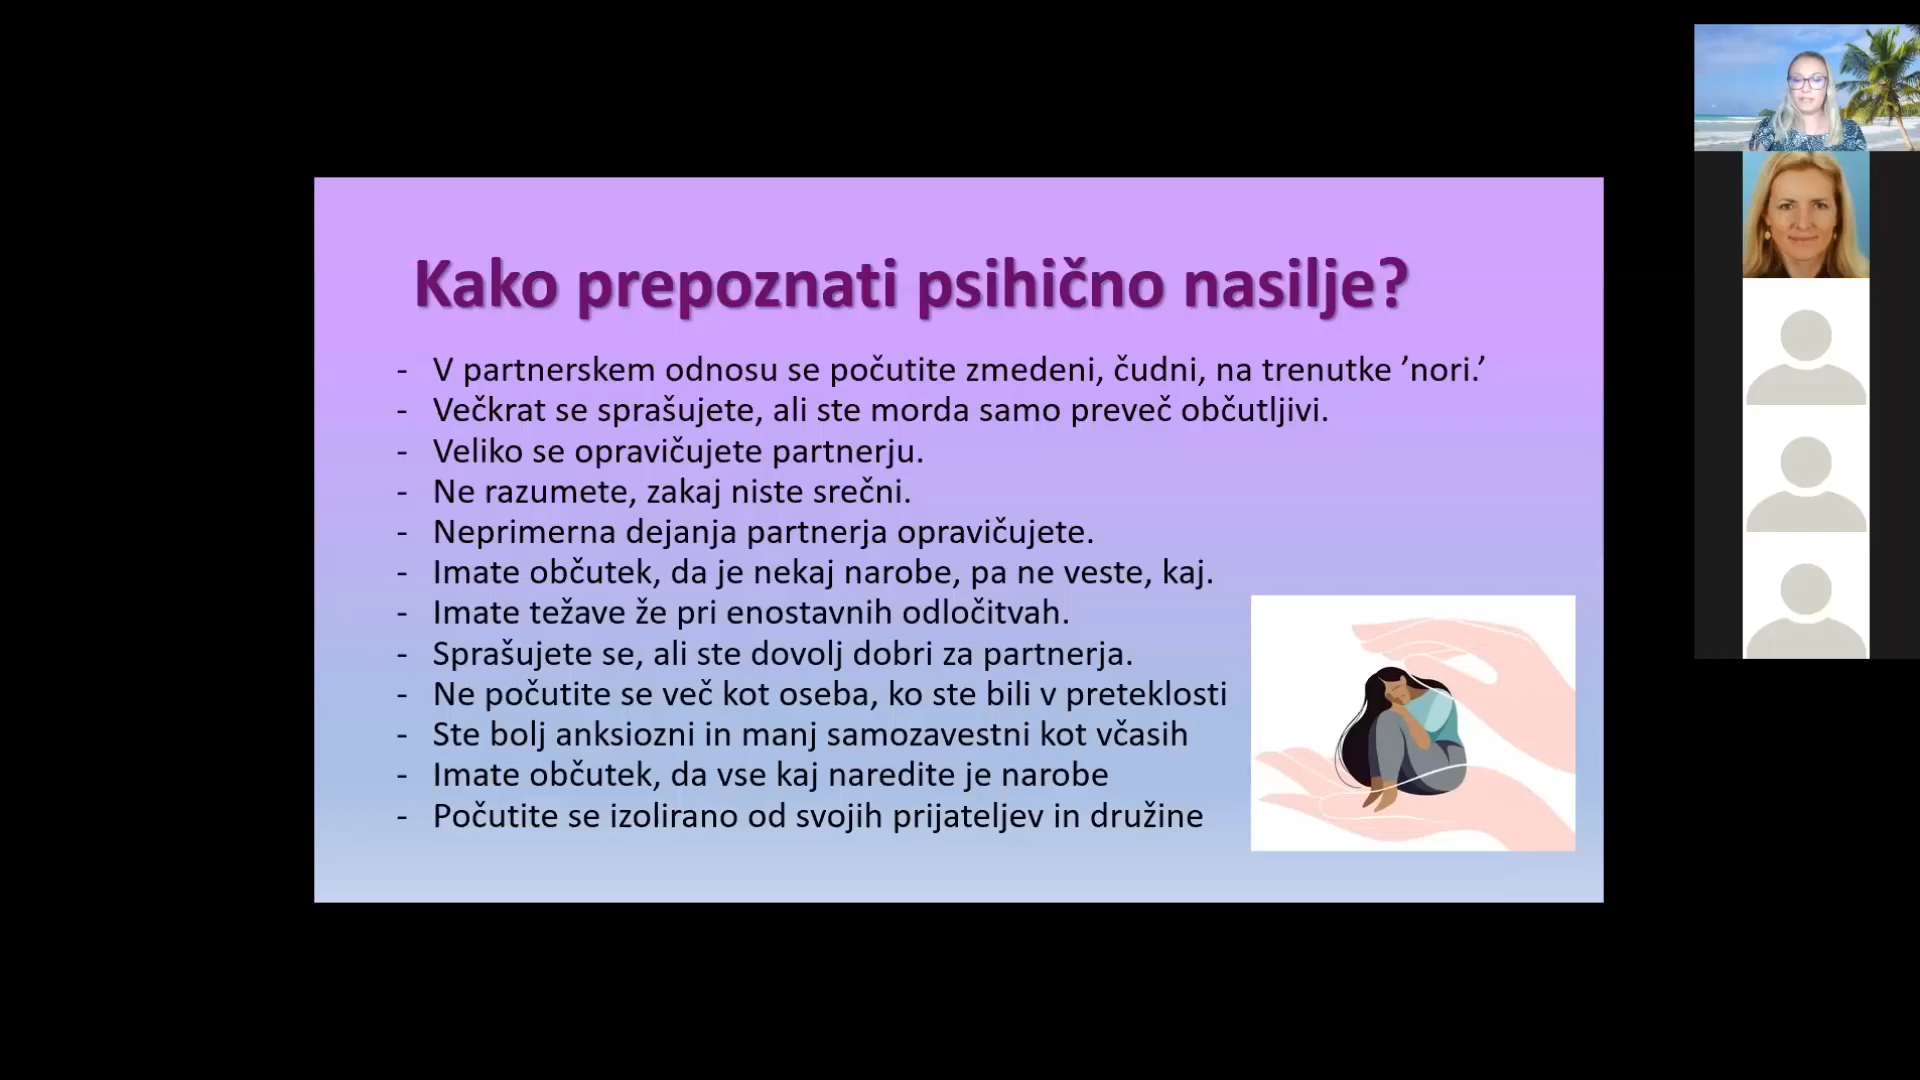 Kako prepoznati psihično nasilje?
- V partnerskem odnosu se počutite zmedeni, čudni, na trenutke ’nori.’
- Večkrat se sprašujete, ali ste morda samo preveč občutljivi.
- Veliko se opravičujete partnerju.
- Ne razumete, zakaj niste srečni.
- Neprimerna dejanja partnerja opravičujete.
- Imate občutek, da je nekaj narobe, pa ne veste, kaj.
- Imate težave že pri enostavnih odločitvah.
- Sprašujete se, ali ste dovolj dobri za partnerja.
- Ne počutite se več kot oseba, ko ste bili v preteklosti
- Ste bolj anksiozni in manj samozavestni kot včasih
- Imate občutek, da vse kaj naredite je narobe
- Počutite se izolirano od svojih prijateljev in družine